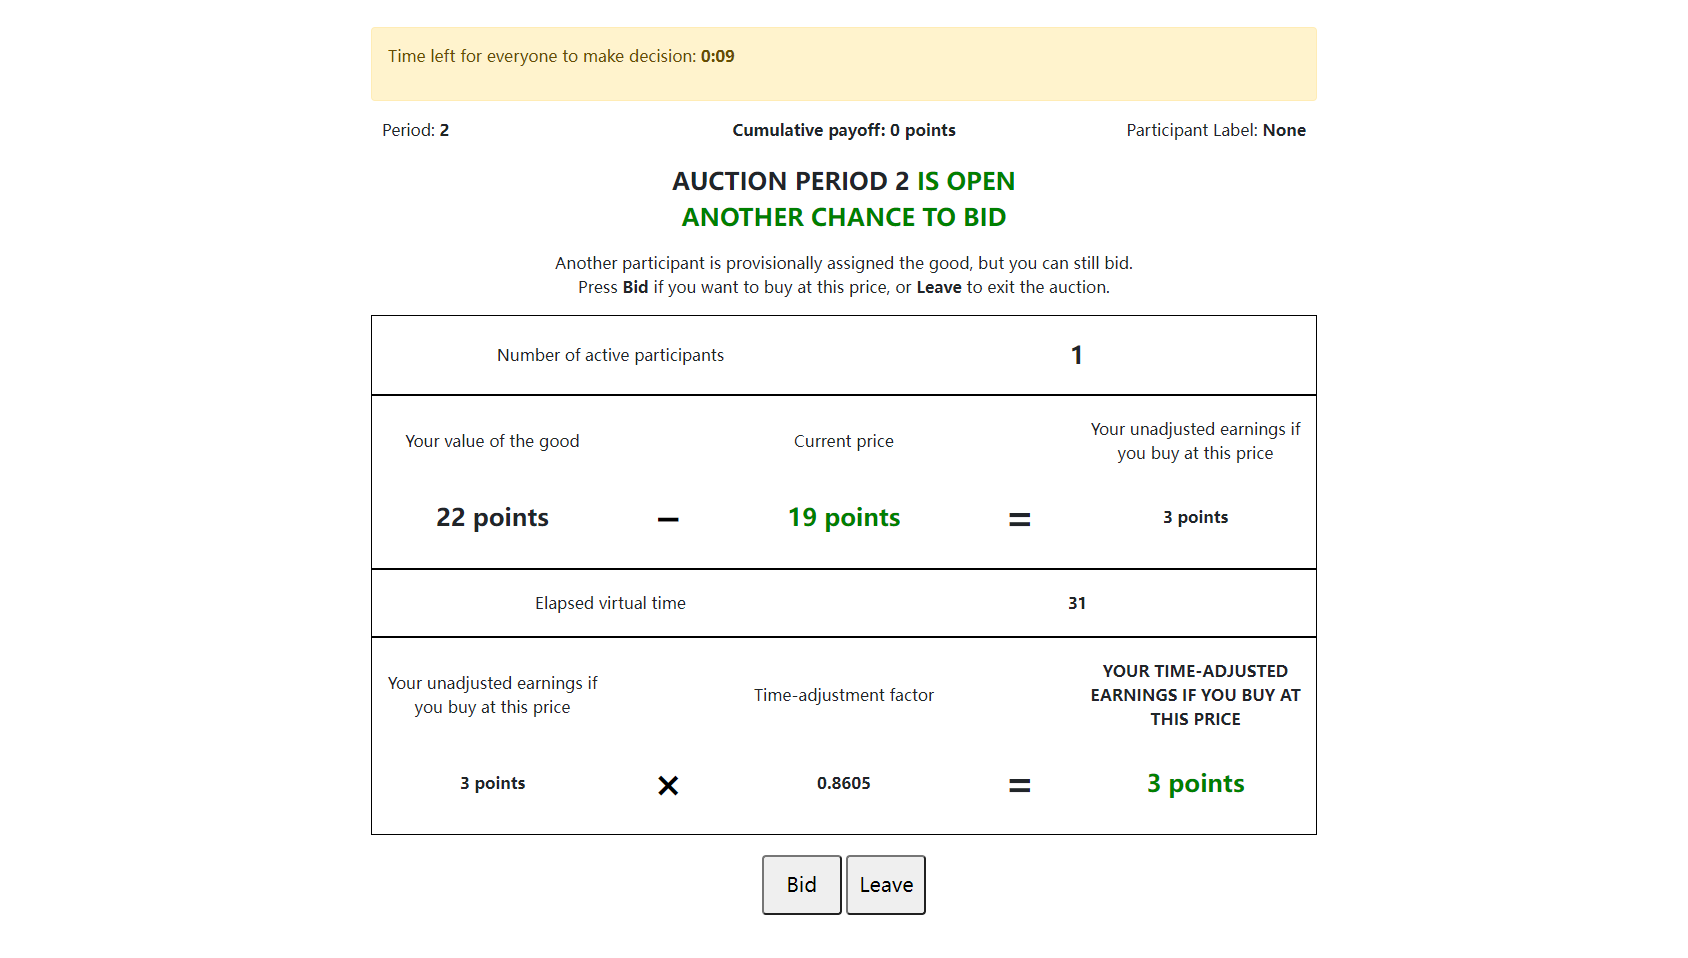 Time left for everyone to make decision: 0:09
Period: 2
Cumulative payoff: 0 points
Participant Label: None
AUCTION PERIOD 2 IS OPEN
ANOTHER CHANCE TO BID
Another participant is provisionally assigned the good, but you can still bid.
Press Bid if you want to buy at this price, or Leave to exit the auction.
Number of active participants
1
Your value of the good
Current price
Your unadjusted earnings if
you buy at this price
22 points
−
19 points
=
3 points
Elapsed virtual time
31
Your unadjusted earnings if
you buy at this price
Time-adjustment factor
YOUR TIME-ADJUSTED
EARNINGS IF YOU BUY AT
THIS PRICE
3 points
×
0.8605
=
3 points
Bid
Leave